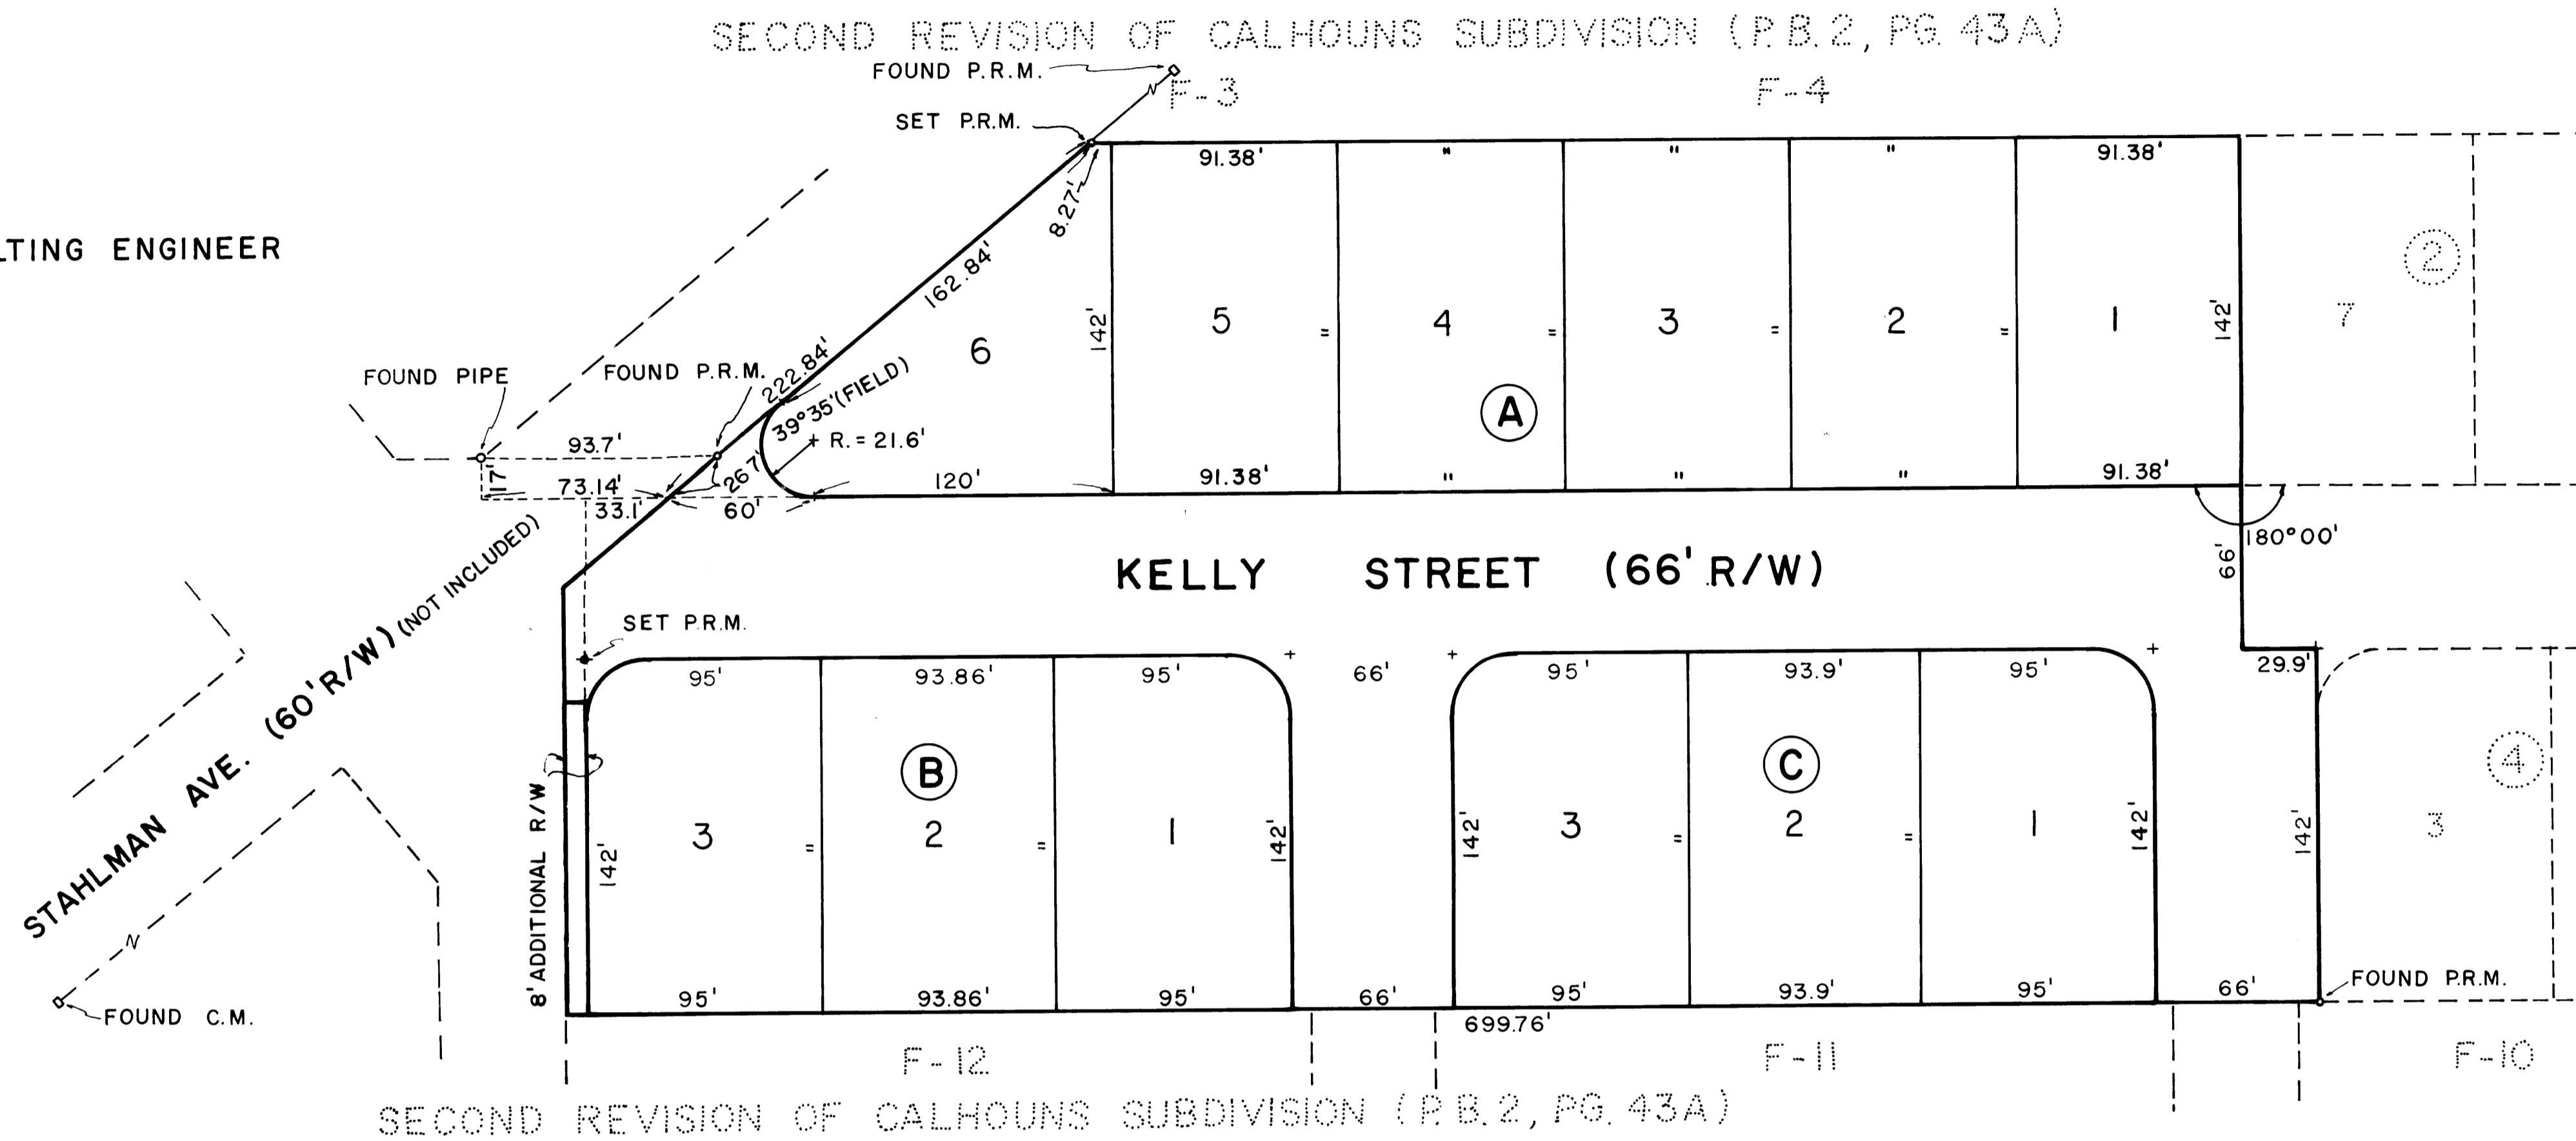 SECOND REVISION OF CALHOUNS SUBDIVISION (P.B. 2, PG. 43A)
FOUND P.R.M.
F-3
F-4
SET P.R.M.
91.38'
"
"
"
91.38'
8.27'
LTING ENGINEER
162.84'
142'
5
=
4
=
3
=
2
=
1
142'
2
7
6
222.84'
FOUND PIPE
FOUND P.R.M.
39°35'(FIELD)
A
93.7'
R. = 21.6'
17'
26.7'
73.14'
120'
91.38'
"
"
"
91.38'
33.1'
60'
180°00'
KELLY STREET (66' R/W)
66'
STAHLMAN AVE. (60' R/W) (NOT INCLUDED)
SET P.R.M.
95'
93.86'
95'
66'
95'
93.9'
95'
29.9'
B
C
4
8' ADDITIONAL R/W
142'
3
=
2
=
1
142'
142'
3
=
2
=
1
142'
142'
3
N
N
FOUND C.M.
95'
93.86'
95'
66'
95'
93.9'
95'
66'
FOUND P.R.M.
699.76'
F-12
F-11
F-10
SECOND REVISION OF CALHOUNS SUBDIVISION (P.B. 2, PG. 43A)